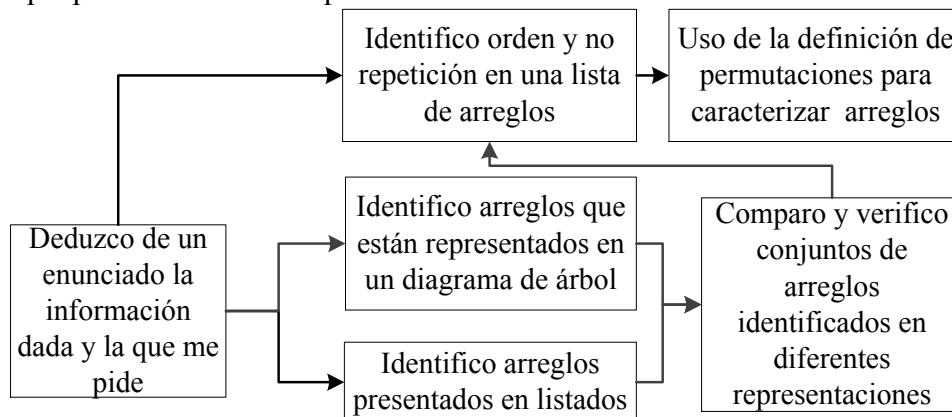 Identifico orden y no
repetición en una lista
de arreglos
Uso de la definición de
permutaciones para
caracterizar arreglos
Deduzco de un
enunciado la
información
dada y la que me
pide
Identifico arreglos que
están representados en
un diagrama de árbol
Identifico arreglos
presentados en listados
Comparo y verifico
conjuntos de
arreglos
identificados en
diferentes
representaciones